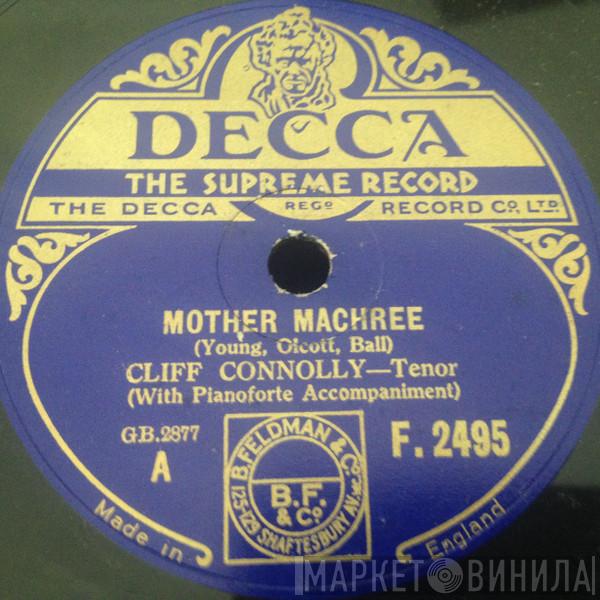 DECCA
THE SUPREME RECORD
THE DECCA REGD RECORD CO. LTD.
MOTHER MACHREE
(Young, Olcott, Ball)
CLIFF CONNOLLY—Tenor
(With Pianoforte Accompaniment)
GB.2877
A
F. 2495
B. FELDMAN & Co.
B.F. & Co.
125-129 SHAFTESBURY AV. W.C.2
Made in England
МАРКЕТ ВИНИЛА